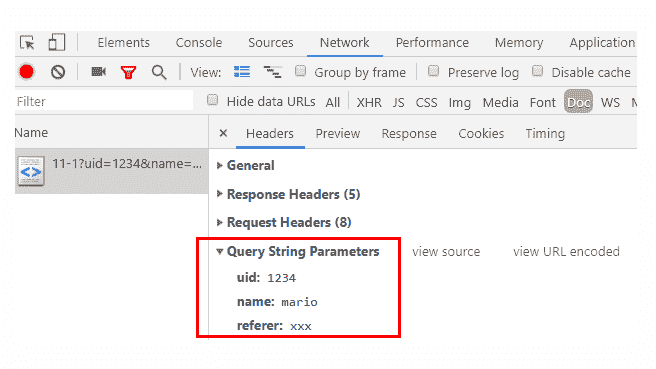 Elements Console Sources Network Performance Memory Application
View: Group by frame Preserve log Disable cache
Filter Hide data URLs All XHR JS CSS Img Media Font Doc WS
Name × Headers Preview Response Cookies Timing
11-1?uid=1234&name=...
General
Response Headers (5)
Request Headers (8)
Query String Parameters view source view URL encoded
uid: 1234
name: mario
referer: xxx